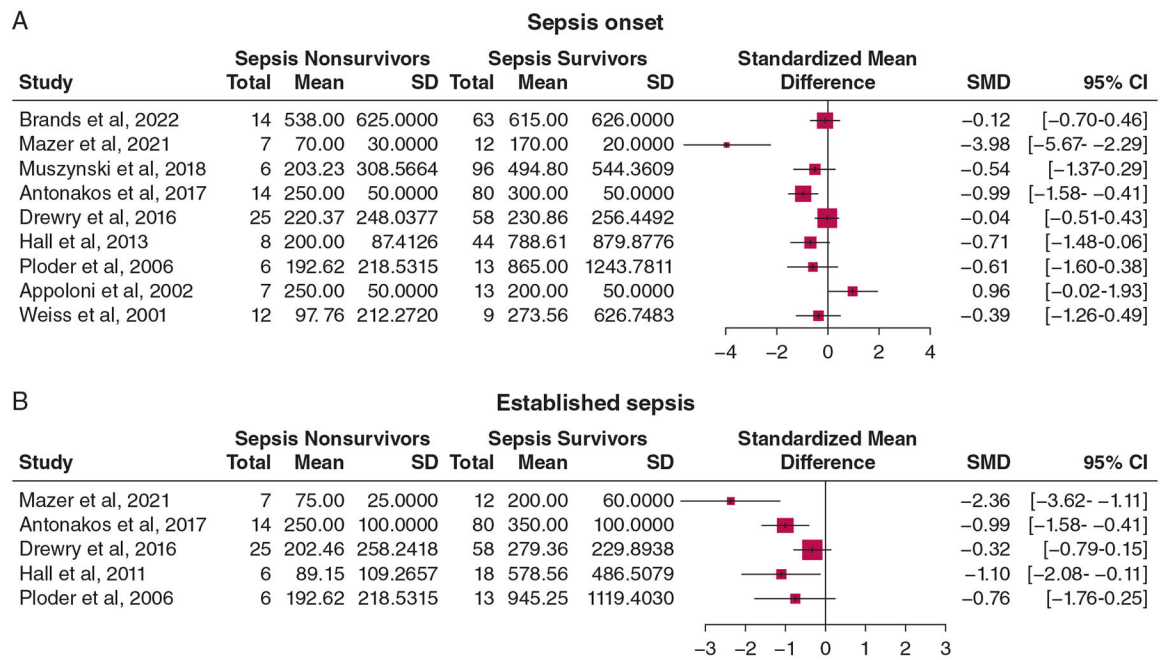 A
Sepsis onset
Sepsis Nonsurvivors Sepsis Survivors Standardized Mean
Study Total Mean SD Total Mean SD Difference SMD 95% CI
Brands et al, 2022 14 538.00 625.0000 63 615.00 626.0000 −0.12 [−0.70-0.46]
Mazer et al, 2021 7 70.00 30.0000 12 170.00 20.0000 −3.98 [−5.67- −2.29]
Muszynski et al, 2018 6 203.23 308.5664 96 494.80 544.3609 −0.54 [−1.37-0.29]
Antonakos et al, 2017 14 250.00 50.0000 80 300.00 50.0000 −0.99 [−1.58- −0.41]
Drewry et al, 2016 25 220.37 248.0377 58 230.86 256.4492 −0.04 [−0.51-0.43]
Hall et al, 2013 8 200.00 87.4126 44 788.61 879.8776 −0.71 [−1.48-0.06]
Ploder et al, 2006 6 192.62 218.5315 13 865.00 1243.7811 −0.61 [−1.60-0.38]
Appoloni et al, 2002 7 250.00 50.0000 13 200.00 50.0000 0.96 [−0.02-1.93]
Weiss et al, 2001 12 97. 76 212.2720 9 273.56 626.7483 −0.39 [−1.26-0.49]
−4 −2 0 2 4
B
Established sepsis
Sepsis Nonsurvivors Sepsis Survivors Standardized Mean
Study Total Mean SD Total Mean SD Difference SMD 95% CI
Mazer et al, 2021 7 75.00 25.0000 12 200.00 60.0000 −2.36 [−3.62- −1.11]
Antonakos et al, 2017 14 250.00 100.0000 80 350.00 100.0000 −0.99 [−1.58- −0.41]
Drewry et al, 2016 25 202.46 258.2418 58 279.36 229.8938 −0.32 [−0.79-0.15]
Hall et al, 2011 6 89.15 109.2657 18 578.56 486.5079 −1.10 [−2.08- −0.11]
Ploder et al, 2006 6 192.62 218.5315 13 945.25 1119.4030 −0.76 [−1.76-0.25]
−3 −2 −1 0 1 2 3